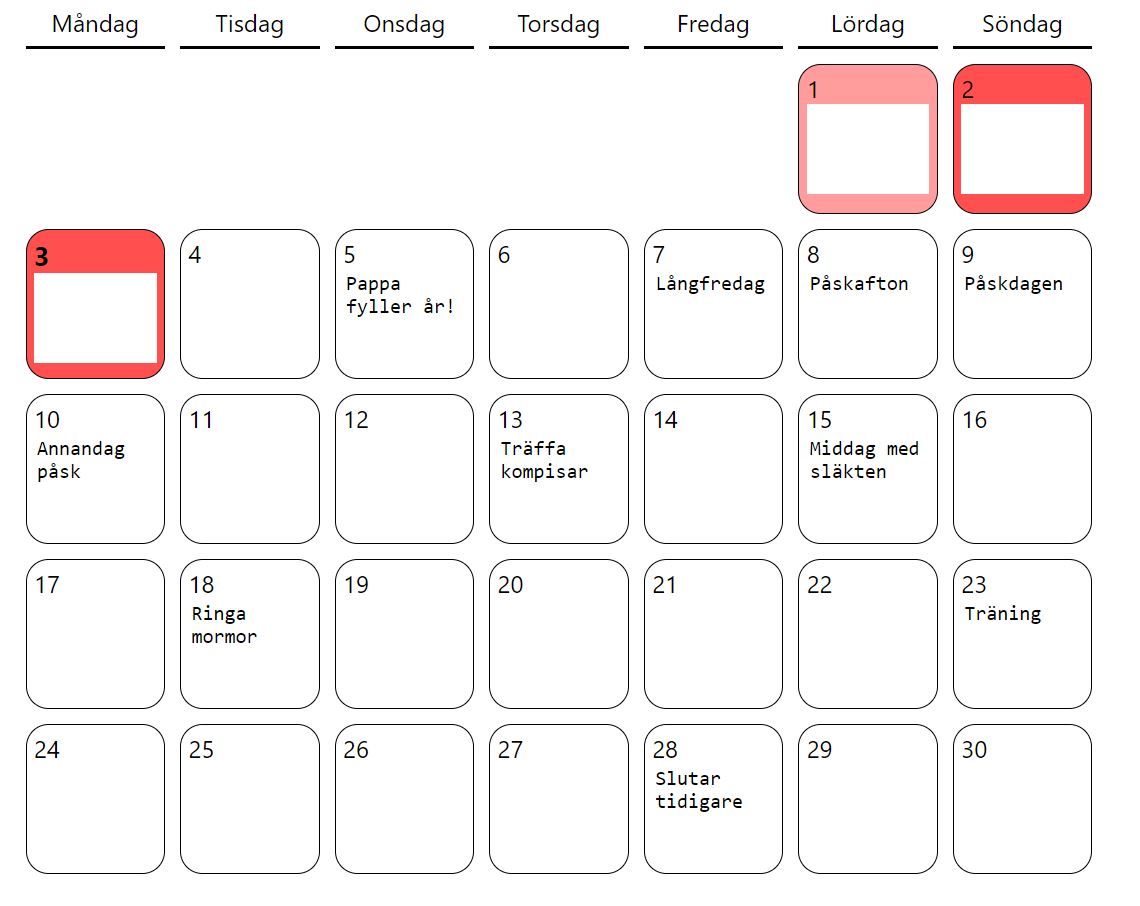 Måndag Tisdag Onsdag Torsdag Fredag Lördag Söndag
1 2
3 4 5 6 7 8 9
Pappa Långfredag Påskafton Påskdagen
fyller år!
10 11 12 13 14 15 16
Annandag Träffa Middag med
påsk kompisar släkten
17 18 19 20 21 22 23
Ringa Träning
mormor
24 25 26 27 28 29 30
Slutar
tidigare